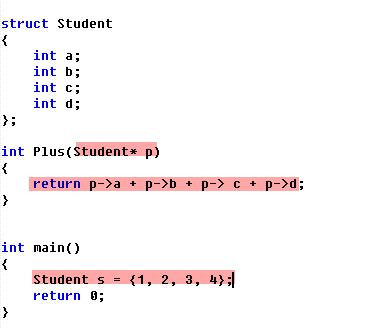 struct Student
{
    int a;
    int b;
    int c;
    int d;
};
int Plus(Student* p)
{
    return p->a + p->b + p-> c + p->d;
}
int main()
{
    Student s = {1, 2, 3, 4};
    return 0;
}